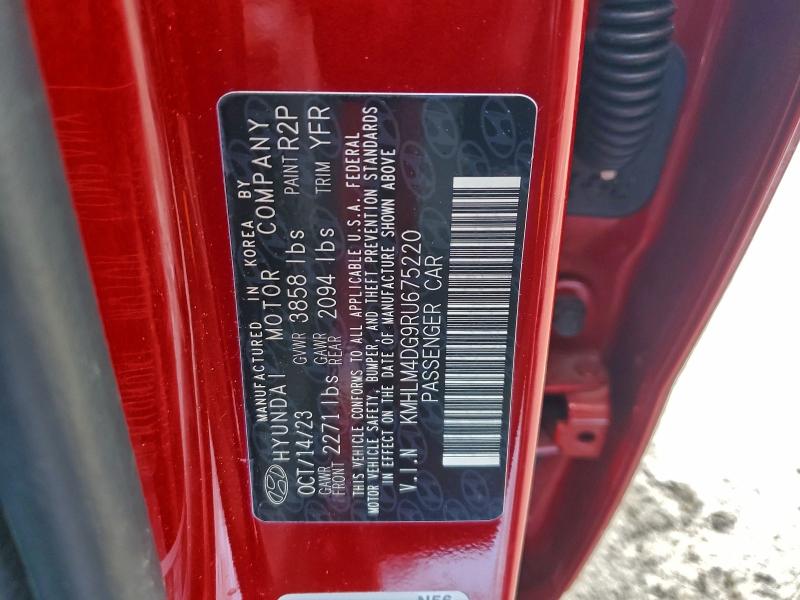 MANUFACTURED IN KOREA BY
HYUNDAI MOTOR COMPANY
OCT/14/23 GVWR 3858 lbs PAINT R2P
GAWR FRONT 2271 lbs GAWR REAR 2094 lbs TRIM YFR
THIS VEHICLE CONFORMS TO ALL APPLICABLE U.S.A. FEDERAL
MOTOR VEHICLE SAFETY, BUMPER, AND THEFT PREVENTION STANDARDS
IN EFFECT ON THE DATE OF MANUFACTURE SHOWN ABOVE
V.I.N KMHLM4DG9RU675220
PASSENGER CAR